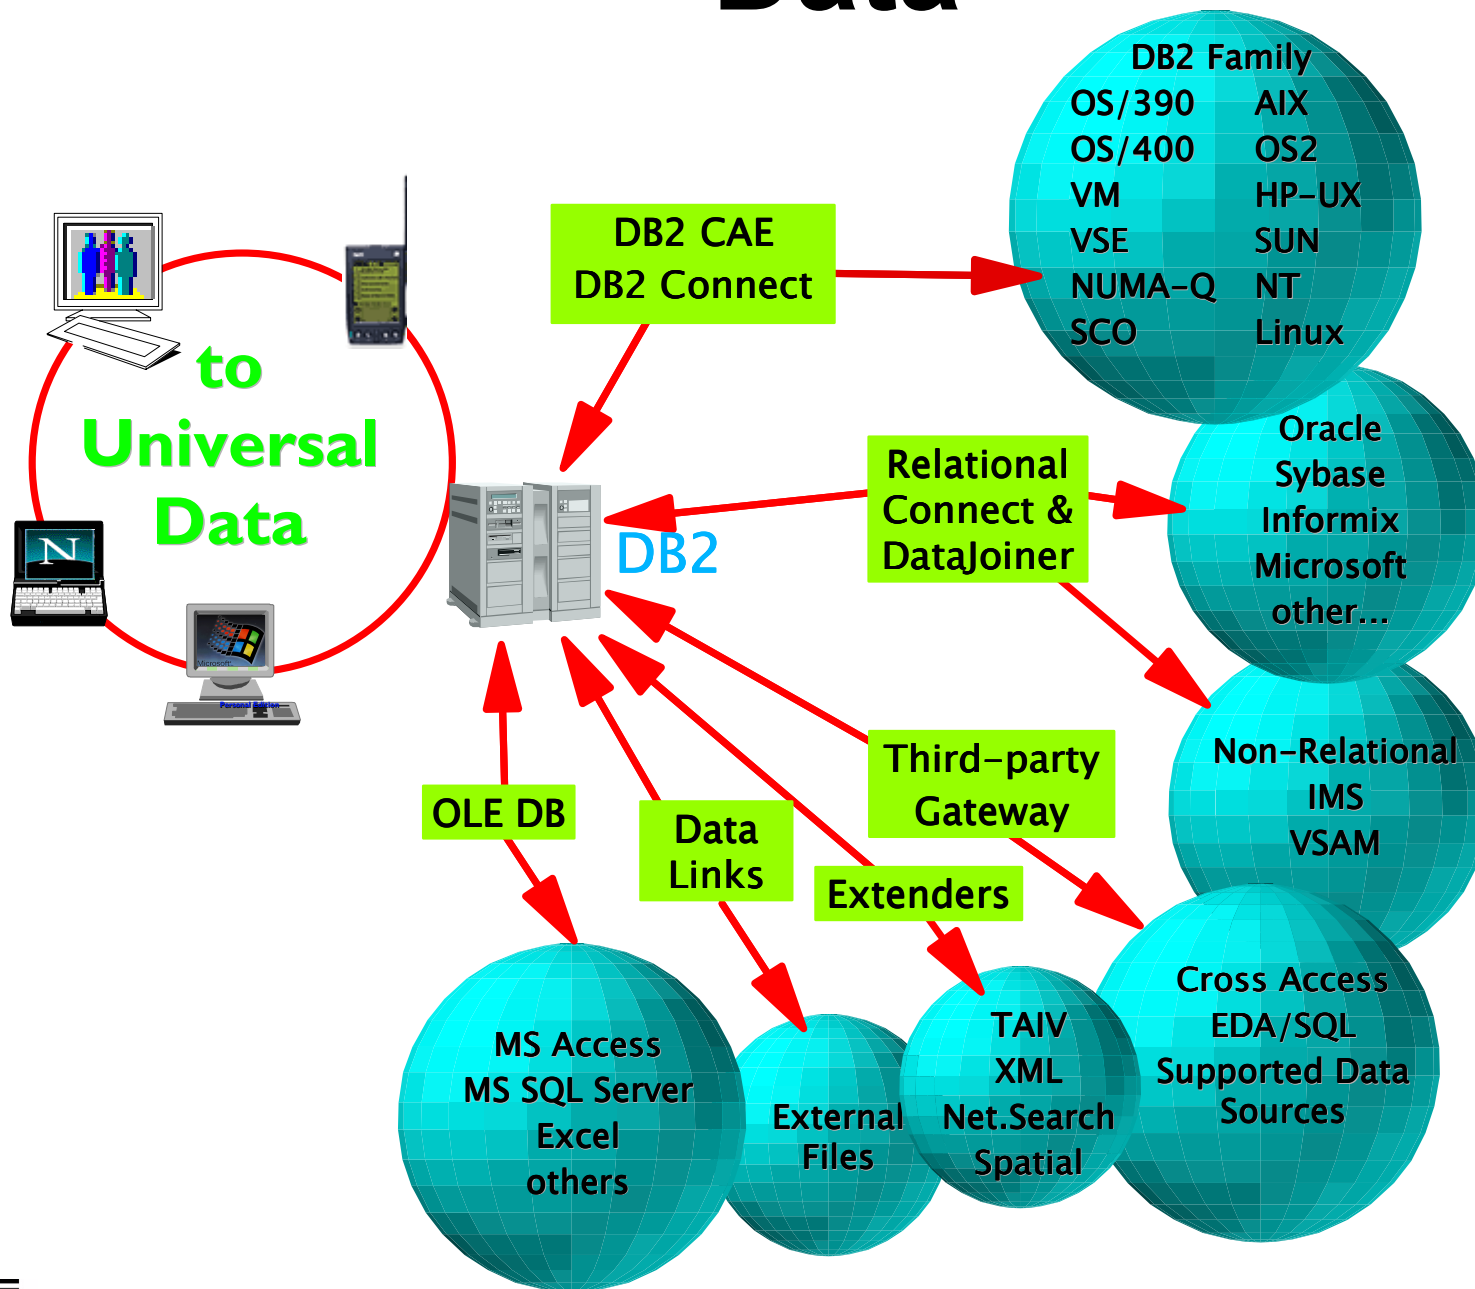 Data
DB2 Family
OS/390 AIX
OS/400 OS2
VM HP-UX
VSE SUN
NUMA-Q NT
SCO Linux
DB2 CAE
DB2 Connect
to
Universal
Data
Relational
Connect &
DataJoiner
Oracle
Sybase
Informix
Microsoft
other...
DB2
N
Microsoft.
Personal Edition
Non-Relational
IMS
VSAM
Third-party
Gateway
OLE DB
Data
Links
Extenders
Cross Access
EDA/SQL
Supported Data
Sources
TAIV
XML
Net.Search
Spatial
External
Files
MS Access
MS SQL Server
Excel
others